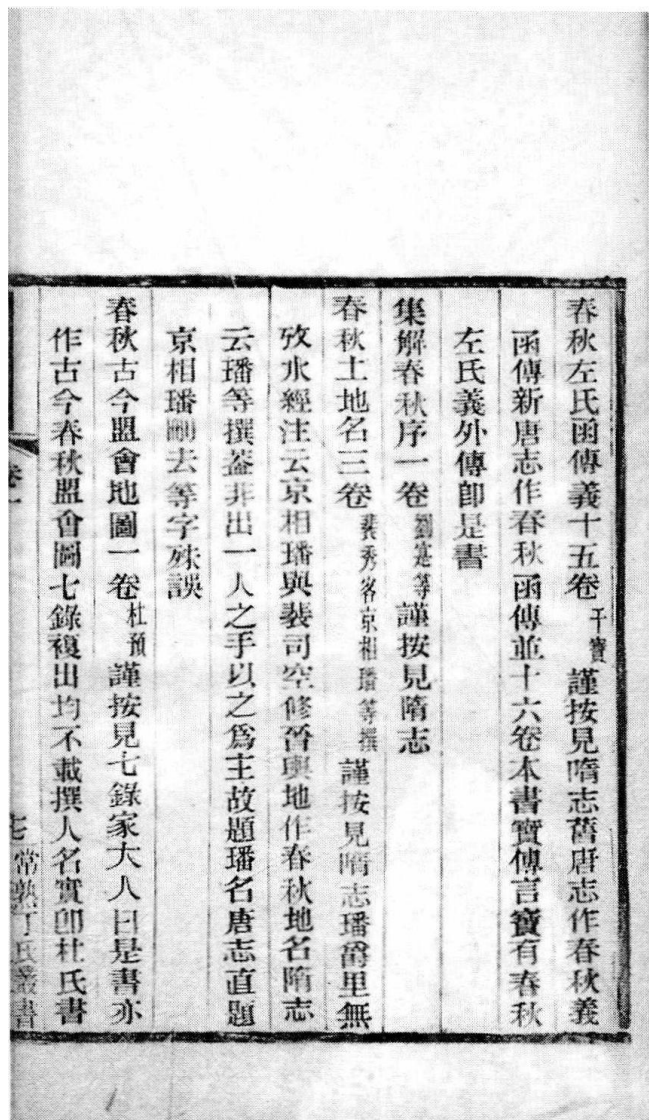 春秋左氏函傳義十五卷干寶謹按見隋志舊唐志作春秋義
函傳新唐志作春秋函傳並十六卷本書寶傳言寶有春秋
左氏義外傳卽是書
集解春秋序一卷劉寔等謹按見隋志
春秋土地名三卷裴秀客京相璠等撰謹按見隋志璠爵里無
攷水經注云京相璠與裴司空修晉輿地作春秋地名隋志
云璠等撰葢非出一人之手以之爲主故題璠名唐志直題
京相璠刪去等字殊誤
春秋古今盟會地圖一卷杜預謹按見七錄家大人曰是書亦
作古今春秋盟會圖七錄複出均不載撰人名實卽杜氏書
卷一
七
常熟丁氏叢書